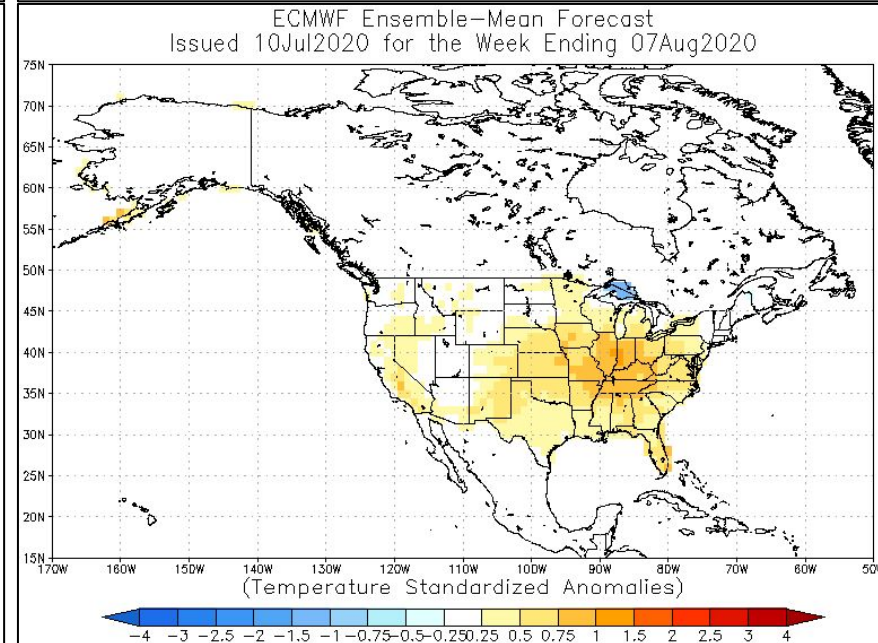 ECMWF Ensemble-Mean Forecast
Issued 10Jul2020 for the Week Ending 07Aug2020
75N
70N
65N
60N
55N
50N
45N
40N
35N
30N
25N
20N
15N
170W 160W 150W 140W 130W 120W 110W 100W 90W 80W 70W 60W 50W
(Temperature Standardized Anomalies)
-4 -3 -2.5 -2 -1.5 -1 -0.75 -0.5 -0.25 0.25 0.5 0.75 1 1.5 2 2.5 3 4